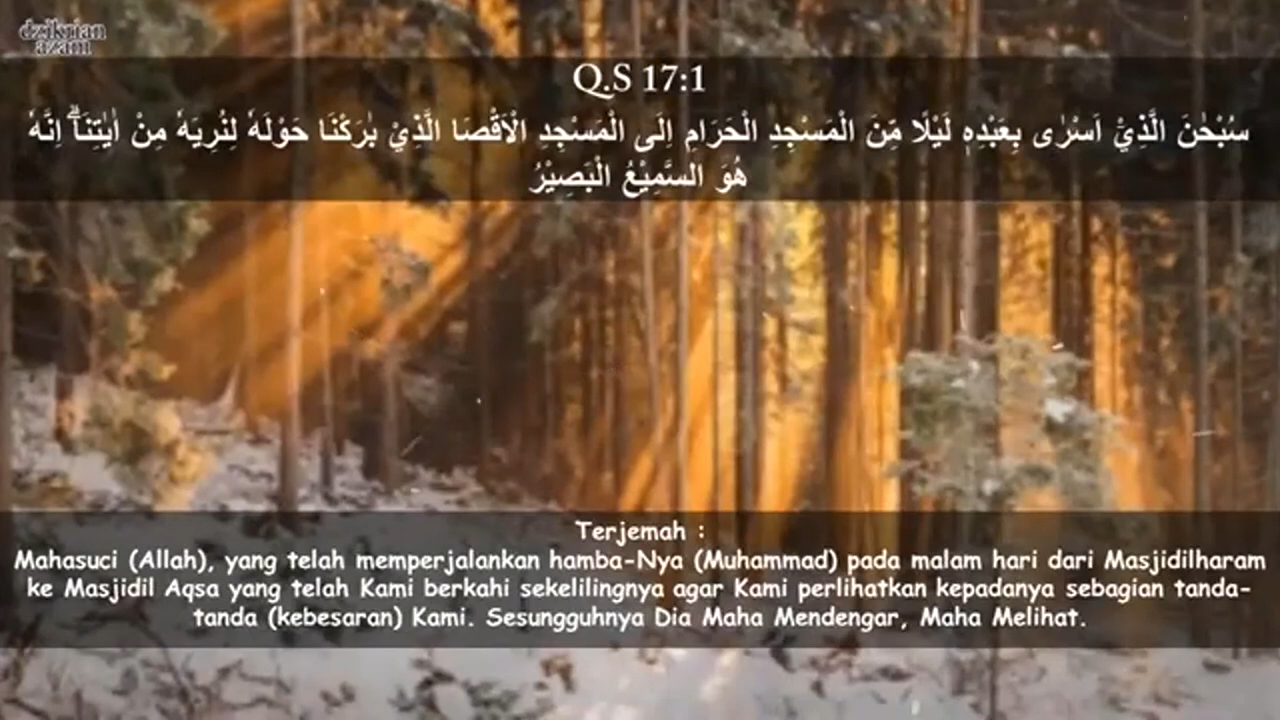 dzikrian
azam
Q.S 17:1
سُبْحٰنَ الَّذِيْٓ اَسْرٰى بِعَبْدِهٖ لَيْلًا مِّنَ الْمَسْجِدِ الْحَرَامِ اِلَى الْمَسْجِدِ الْاَقْصَا الَّذِيْ بٰرَكْنَا حَوْلَهٗ لِنُرِيَهٗ مِنْ اٰيٰتِنَاۗ اِنَّهٗ
هُوَ السَّمِيْعُ الْبَصِيْرُ
Terjemah :
Mahasuci (Allah), yang telah memperjalankan hamba-Nya (Muhammad) pada malam hari dari Masjidilharam
ke Masjidil Aqsa yang telah Kami berkahi sekelilingnya agar Kami perlihatkan kepadanya sebagian tanda-
tanda (kebesaran) Kami. Sesungguhnya Dia Maha Mendengar, Maha Melihat.